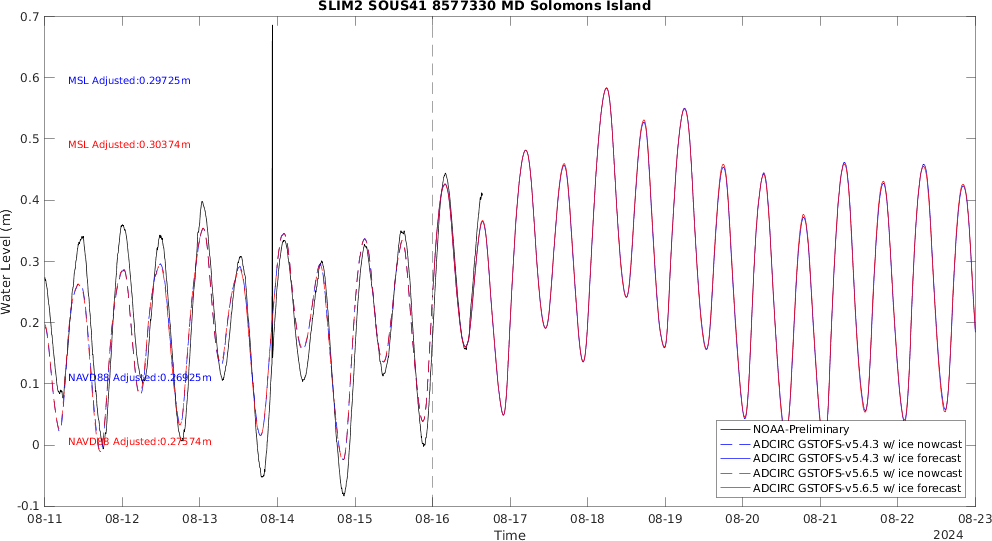 SLIM2 SOUS41 8577330 MD Solomons Island
Water Level (m)
0.7
0.6
0.5
0.4
0.3
0.2
0.1
0
-0.1
MSL Adjusted:0.29725m
MSL Adjusted:0.30374m
NAVD88 Adjusted:0.26925m
NAVD88 Adjusted:0.27574m
NOAA-Preliminary
ADCIRC GSTOFS-v5.4.3 w/ ice nowcast
ADCIRC GSTOFS-v5.4.3 w/ ice forecast
ADCIRC GSTOFS-v5.6.5 w/ ice nowcast
ADCIRC GSTOFS-v5.6.5 w/ ice forecast
08-11 08-12 08-13 08-14 08-15 08-16 08-17 08-18 08-19 08-20 08-21 08-22 08-23
Time
2024